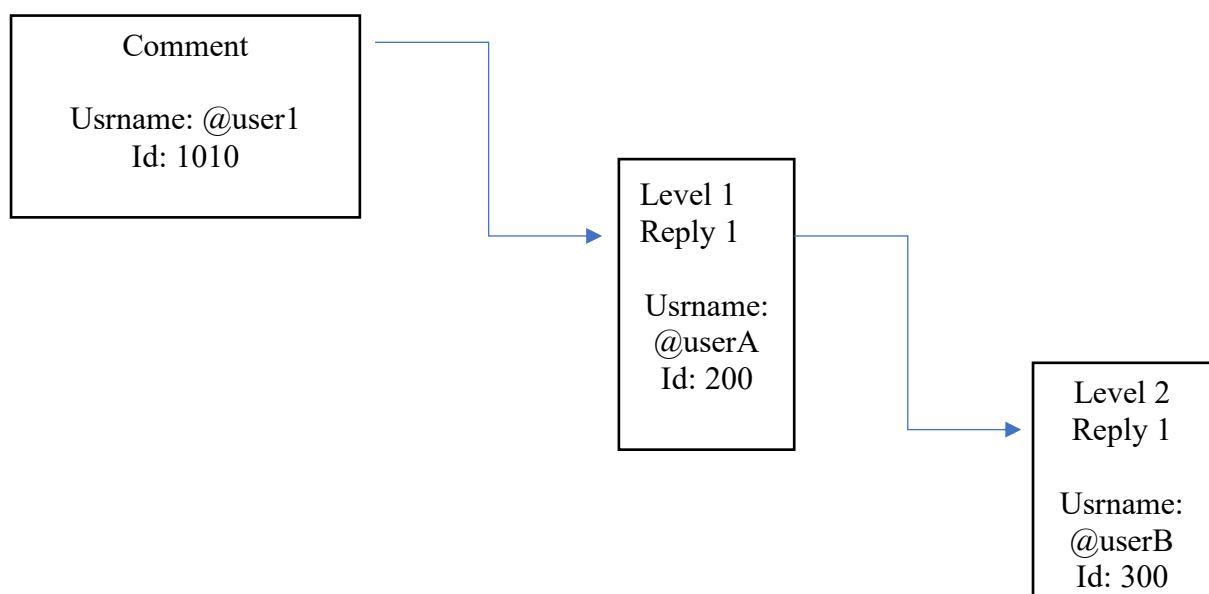 Comment
Usrname: @user1
Id: 1010
Level 1
Reply 1
Usrname:
@userA
Id: 200
Level 2
Reply 1
Usrname:
@userB
Id: 300